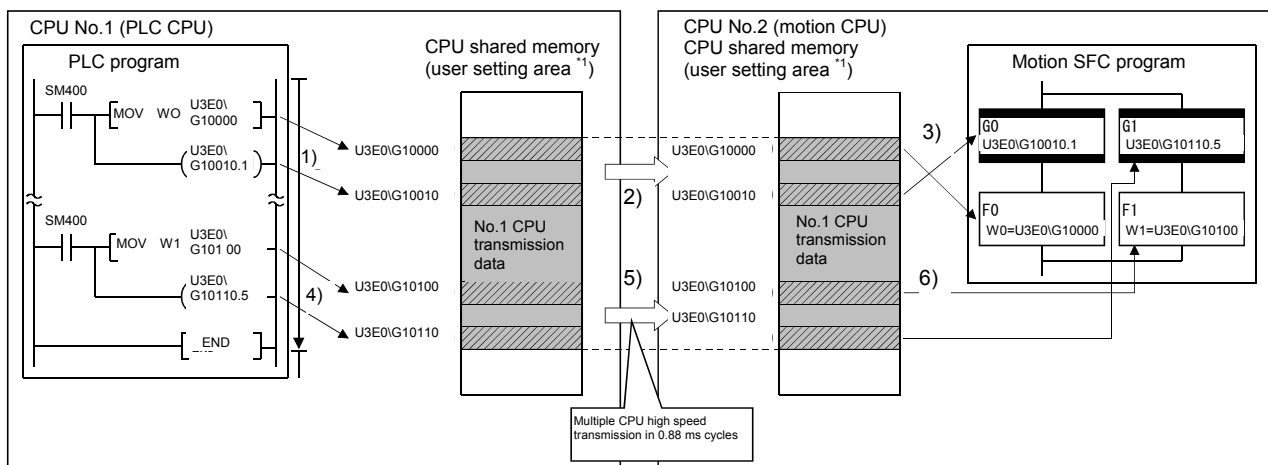 CPU No.1 (PLC CPU)
PLC program
SM400
MOV W0 U3E0\
G10000
U3E0\
G10010.1
1)
SM400
MOV W1 U3E0\
G101 00
U3E0\
G10110.5
4)
END
CPU shared memory
(user setting area *1)
U3E0\G10000
U3E0\G10010
No.1 CPU
transmission
data
U3E0\G10100
U3E0\G10110
2)
5)
Multiple CPU high speed
transmission in 0.88 ms cycles
CPU No.2 (motion CPU)
CPU shared memory
(user setting area *1)
U3E0\G10000
U3E0\G10010
No.1 CPU
transmission
data
U3E0\G10100
U3E0\G10110
3)
6)
Motion SFC program
G0
U3E0\G10010.1
G1
U3E0\G10110.5
F0
W0=U3E0\G10000
F1
W1=U3E0\G10100